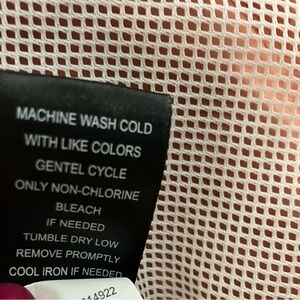 MACHINE WASH COLD
WITH LIKE COLORS
GENTEL CYCLE
ONLY NON-CHLORINE
BLEACH
IF NEEDED
TUMBLE DRY LOW
REMOVE PROMPTLY
COOL IRON IF NEEDED